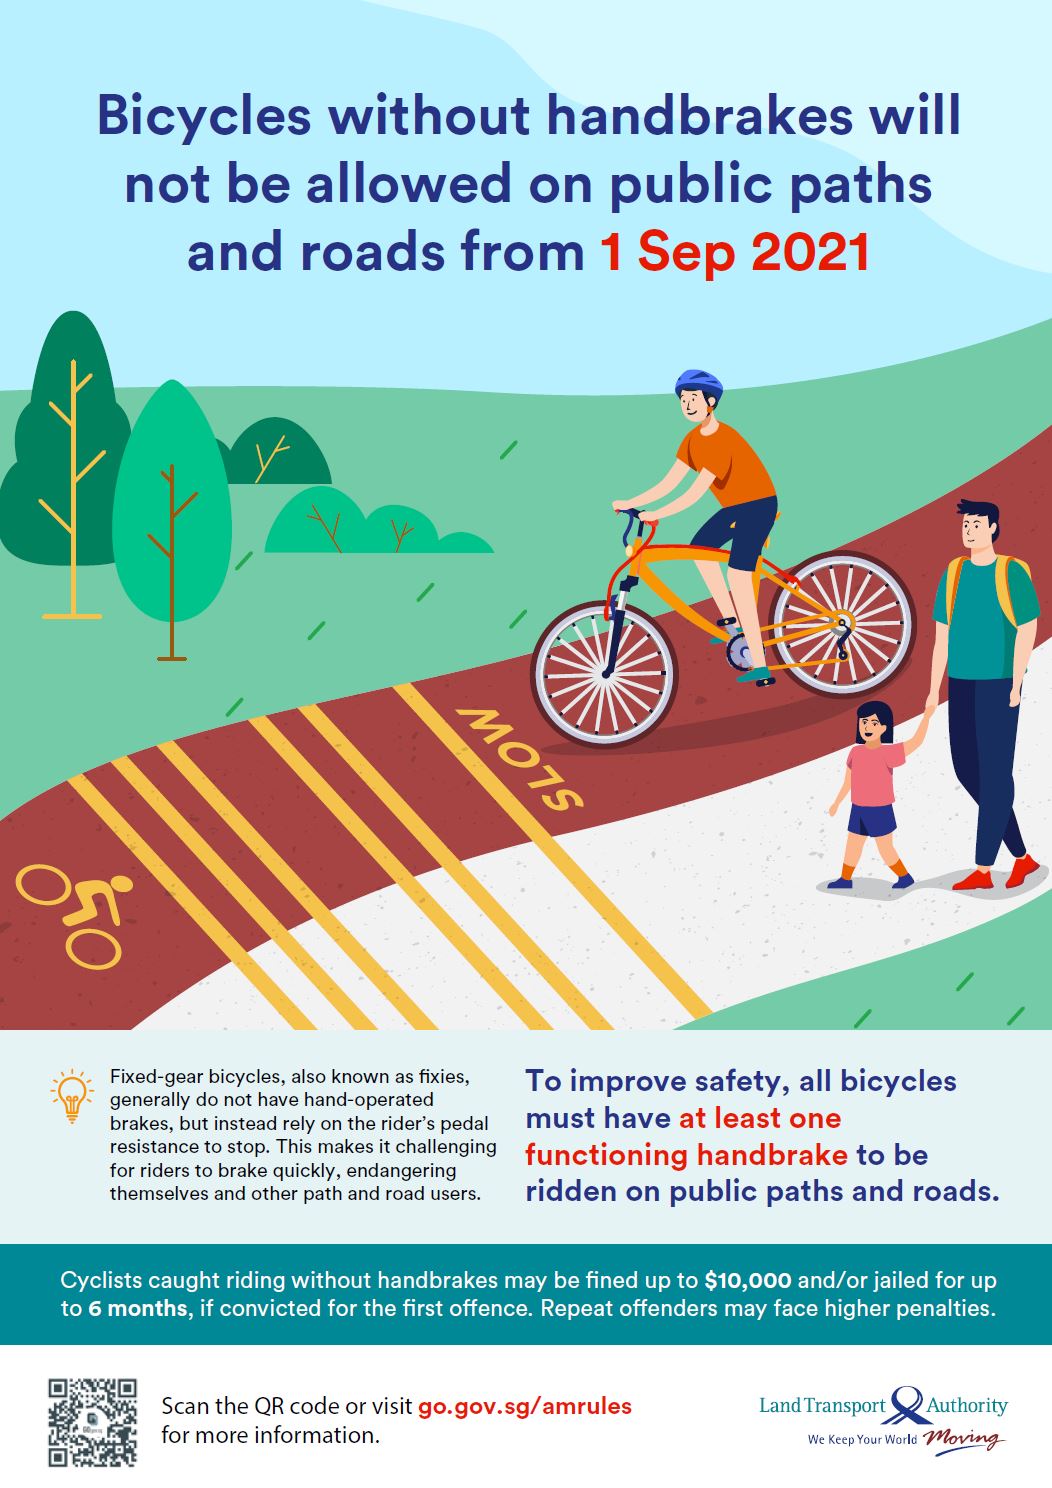 Bicycles without handbrakes will
not be allowed on public paths
and roads from 1 Sep 2021
SLOW
Fixed-gear bicycles, also known as fixies,
generally do not have hand-operated
brakes, but instead rely on the rider's pedal
resistance to stop. This makes it challenging
for riders to brake quickly, endangering
themselves and other path and road users.
To improve safety, all bicycles
must have at least one
functioning handbrake to be
ridden on public paths and roads.
Cyclists caught riding without handbrakes may be fined up to $10,000 and/or jailed for up
to 6 months, if convicted for the first offence. Repeat offenders may face higher penalties.
Scan the QR code or visit go.gov.sg/amrules
for more information.
Land Transport Authority
We Keep Your World Moving